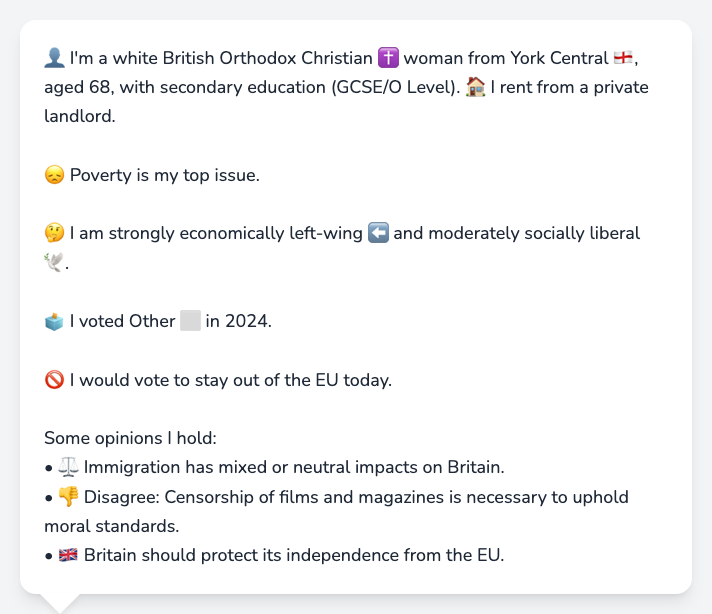 👤 I'm a white British Orthodox Christian ✝️ woman from York Central 🏴󠁧󠁢󠁥󠁮󠁧󠁿,
aged 68, with secondary education (GCSE/O Level). 🏠 I rent from a private
landlord.
😞 Poverty is my top issue.
🤔 I am strongly economically left-wing ⬅️ and moderately socially liberal
🕊️.
🗳️ I voted Other ⬜ in 2024.
🚫 I would vote to stay out of the EU today.
Some opinions I hold:
• ⚖️ Immigration has mixed or neutral impacts on Britain.
• 👎 Disagree: Censorship of films and magazines is necessary to uphold
moral standards.
• 🇬🇧 Britain should protect its independence from the EU.